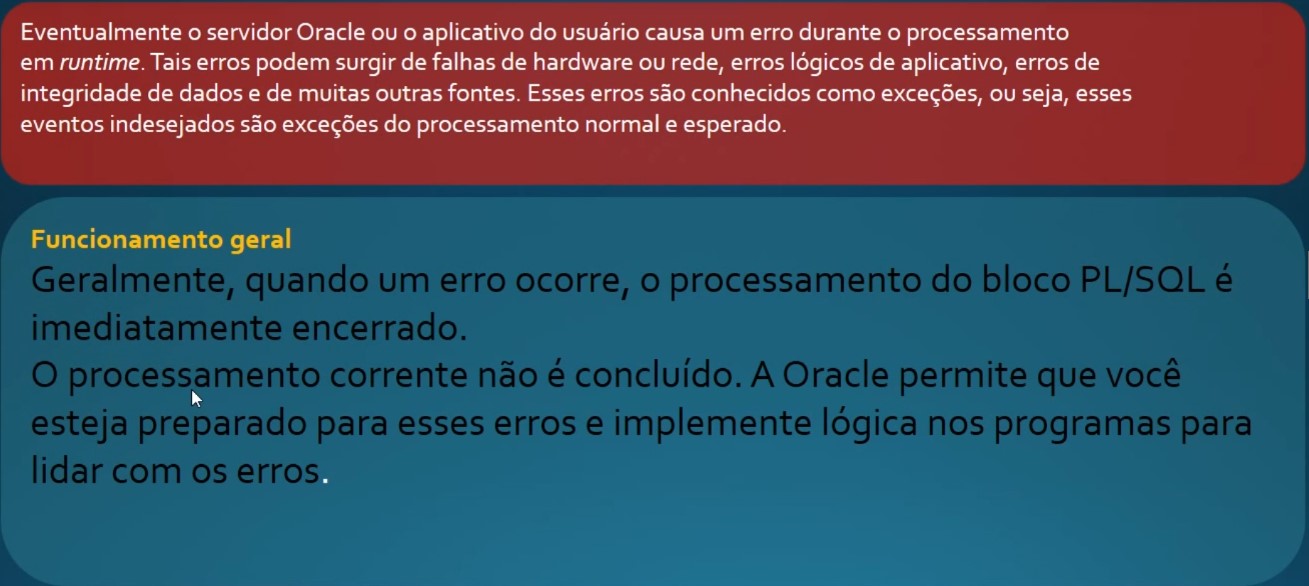 Eventualmente o servidor Oracle ou o aplicativo do usuário causa um erro durante o processamento
em runtime. Tais erros podem surgir de falhas de hardware ou rede, erros lógicos de aplicativo, erros de
integridade de dados e de muitas outras fontes. Esses erros são conhecidos como exceções, ou seja, esses
eventos indesejados são exceções do processamento normal e esperado.
Funcionamento geral
Geralmente, quando um erro ocorre, o processamento do bloco PL/SQL é
imediatamente encerrado.
O processamento corrente não é concluído. A Oracle permite que você
esteja preparado para esses erros e implemente lógica nos programas para
lidar com os erros.